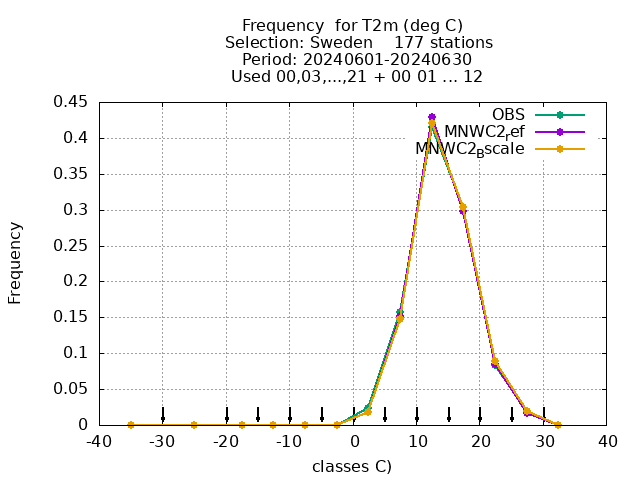 Frequency  for T2m (deg C)
Selection: Sweden    177 stations
Period: 20240601-20240630
Used 00,03,...,21 + 00 01 ... 12
OBS
MNWC2_ref
MNWC2_Bscale
Frequency
0.45
0.4
0.35
0.3
0.25
0.2
0.15
0.1
0.05
0
-40 -30 -20 -10 0 10 20 30 40
classes C)